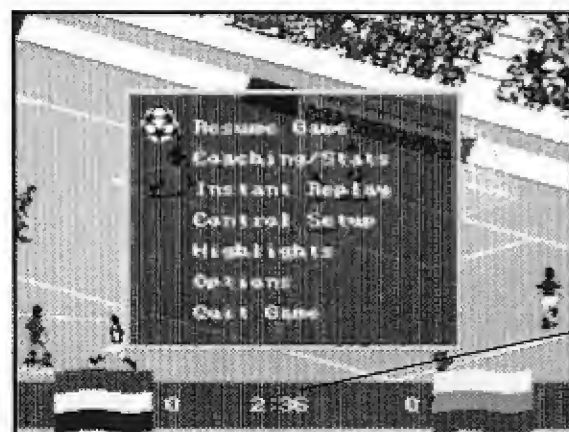 Resume Game
Coaching/Stats
Instant Replay
Control Setup
Highlights
Options
Quit Game
0 2:36 0